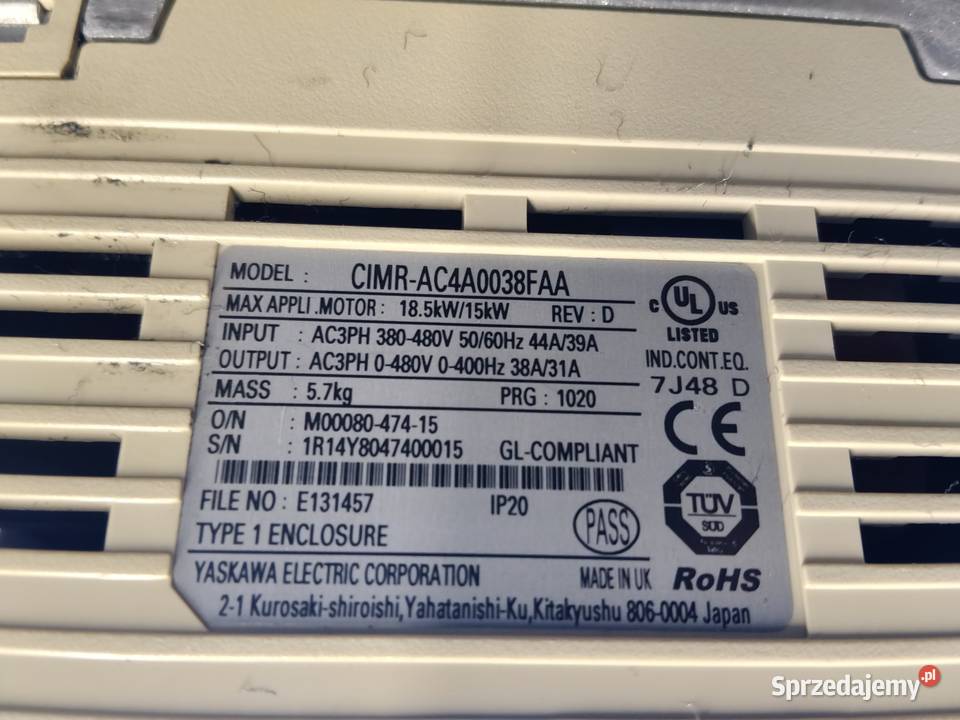 MODEL : CIMR-AC4A0038FAA
MAX APPLI.MOTOR : 18.5kW/15kW REV : D
INPUT : AC3PH 380-480V 50/60Hz 44A/39A
OUTPUT : AC3PH 0-480V 0-400Hz 38A/31A
MASS : 5.7kg PRG : 1020
O/N : M00080-474-15
S/N : 1R14Y8047400015 GL-COMPLIANT
FILE NO : E131457 IP20
TYPE 1 ENCLOSURE
PASS
C UL US
LISTED
IND.CONT.EQ.
7J48 D
CE
TÜV
SÜD
YASKAWA ELECTRIC CORPORATION MADE IN UK RoHS
2-1 Kurosaki-shiroishi,Yahatanishi-Ku,Kitakyushu 806-0004 Japan
Sprzedajemy.pl